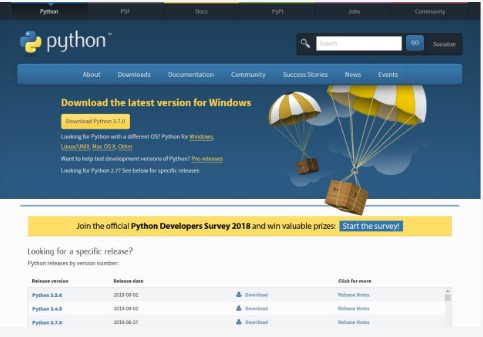 Python PSF Docs PyPI Jobs Community
python™
Search GO Socialize
About Downloads Documentation Community Success Stories News Events
Download the latest version for Windows
Download Python 3.7.0
Looking for Python with a different OS? Python for Windows,
Linux/UNIX, Mac OS X, Other
Want to help test development versions of Python? Pre-releases
Looking for Python 2.7? See below for specific releases
Join the official Python Developers Survey 2018 and win valuable prizes: Start the survey!
Looking for a specific release?
Python releases by version number:
Release version Release date Click for more
Python 3.5.6 2018-08-02 Download Release Notes
Python 3.4.9 2018-08-02 Download Release Notes
Python 3.7.0 2018-06-27 Download Release Notes